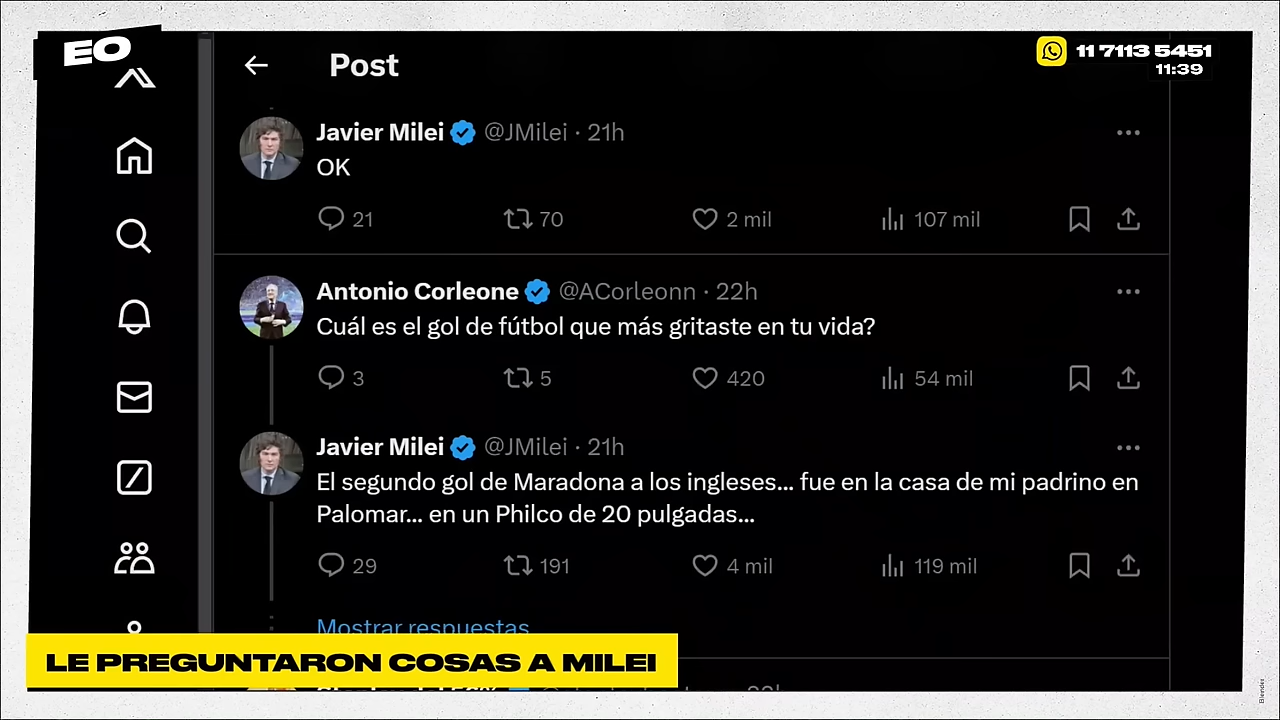 EO
11 7113 5451
11:39
Post
Javier Milei @JMilei · 21h
OK
21 70 2 mil 107 mil
Antonio Corleone @ACorleonn · 22h
Cuál es el gol de fútbol que más gritaste en tu vida?
3 5 420 54 mil
Javier Milei @JMilei · 21h
El segundo gol de Maradona a los ingleses... fue en la casa de mi padrino en
Palomar... en un Philco de 20 pulgadas...
29 191 4 mil 119 mil
Mostrar respuestas
LE PREGUNTARON COSAS A MILEI